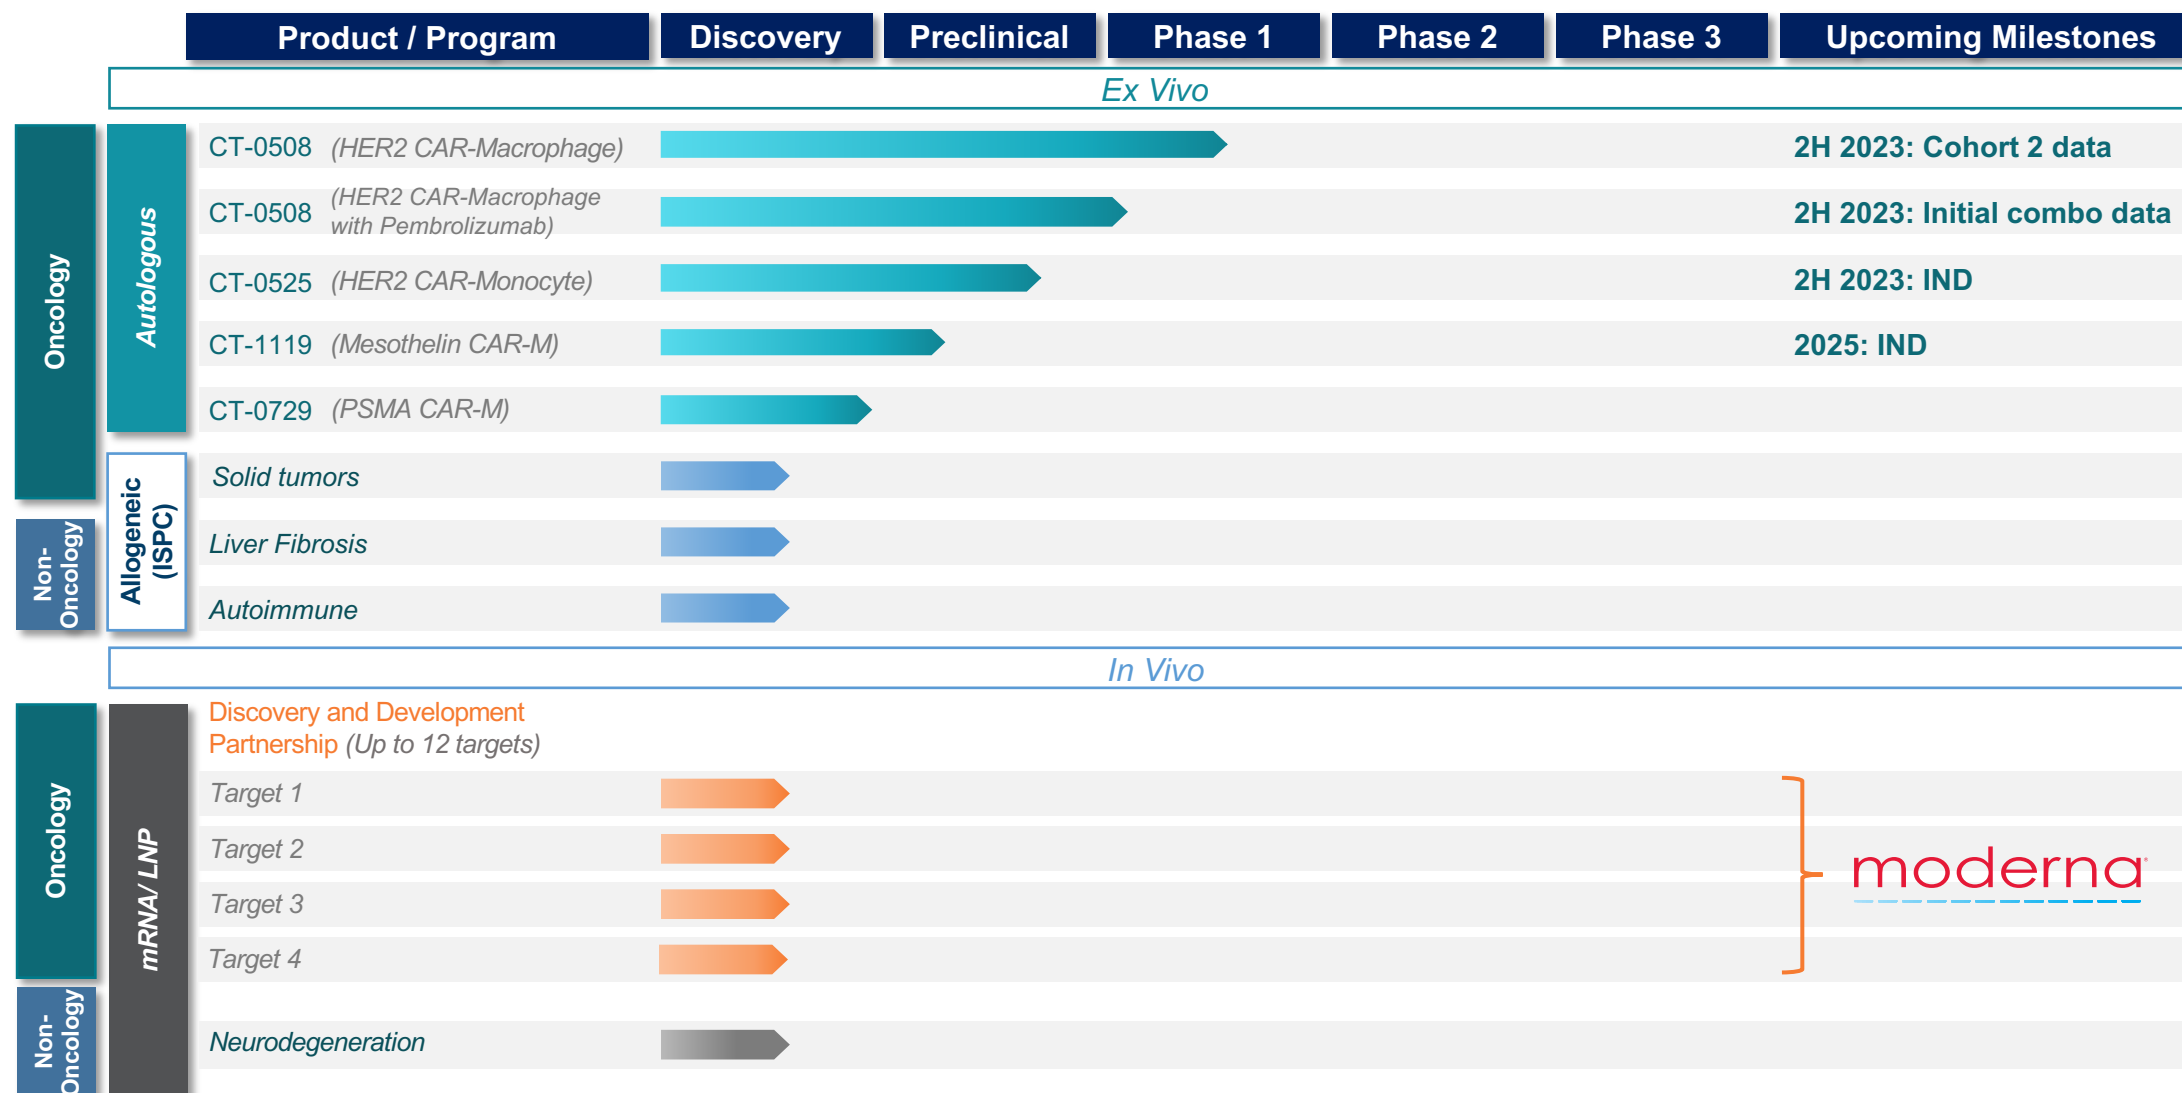 Product / Program Discovery Preclinical Phase 1 Phase 2 Phase 3 Upcoming Milestones
Ex Vivo
Oncology
Autologous
CT-0508 (HER2 CAR-Macrophage) 2H 2023: Cohort 2 data
CT-0508 (HER2 CAR-Macrophage
with Pembrolizumab) 2H 2023: Initial combo data
CT-0525 (HER2 CAR-Monocyte) 2H 2023: IND
CT-1119 (Mesothelin CAR-M) 2025: IND
CT-0729 (PSMA CAR-M)
Allogeneic
(ISPC)
Solid tumors
Non-
Oncology
Liver Fibrosis
Autoimmune
In Vivo
Oncology
mRNA/ LNP
Discovery and Development
Partnership (Up to 12 targets)
Target 1
Target 2
Target 3
Target 4
moderna
Non-
Oncology
Neurodegeneration